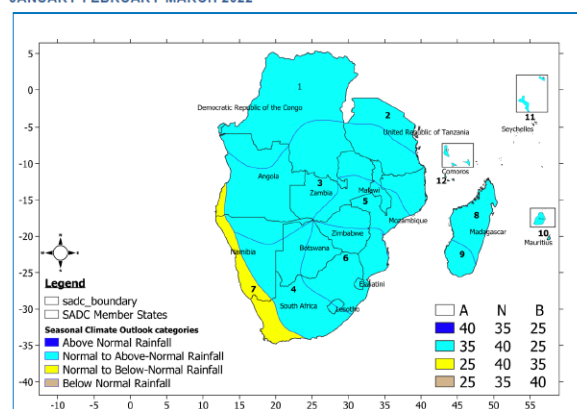 JANUARY-FEBRUARY-MARCH 2022
5
0
-5
-10
-15
-20
-25
-30
-35
-40
1
Democratic Republic of the Congo
2
United Republic of Tanzania
11
Seychelles
Angola
3
Zambia
Malawi
5
12
Comoros
Mozambique
8
Madagascar
10
Mauritius
Zimbabwe
Namibia
Botswana
6
9
7
4
Eswatini
South Africa
Lesotho
Legend
sadc_boundary
SADC Member States
Seasonal Climate Outlook categories
Above Normal Rainfall
Normal to Above-Normal Rainfall
Normal to Below-Normal Rainfall
Below Normal Rainfall
A N B
40 35 25
35 40 25
25 40 35
25 35 40
-10 -5 0 5 10 15 20 25 30 35 40 45 50 55 60